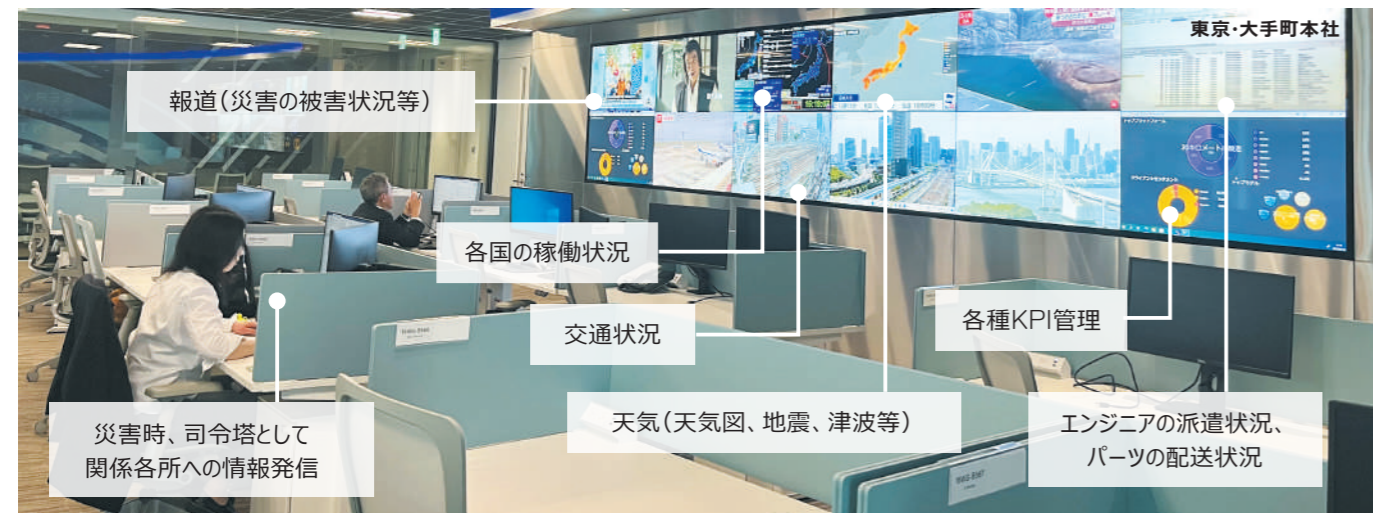 東京・大手町本社
報道（災害の被害状況等）
各国の稼働状況
交通状況
各種KPI管理
天気（天気図、地震、津波等）
災害時、司令塔として
関係各所への情報発信
エンジニアの派遣状況、
パーツの配送状況